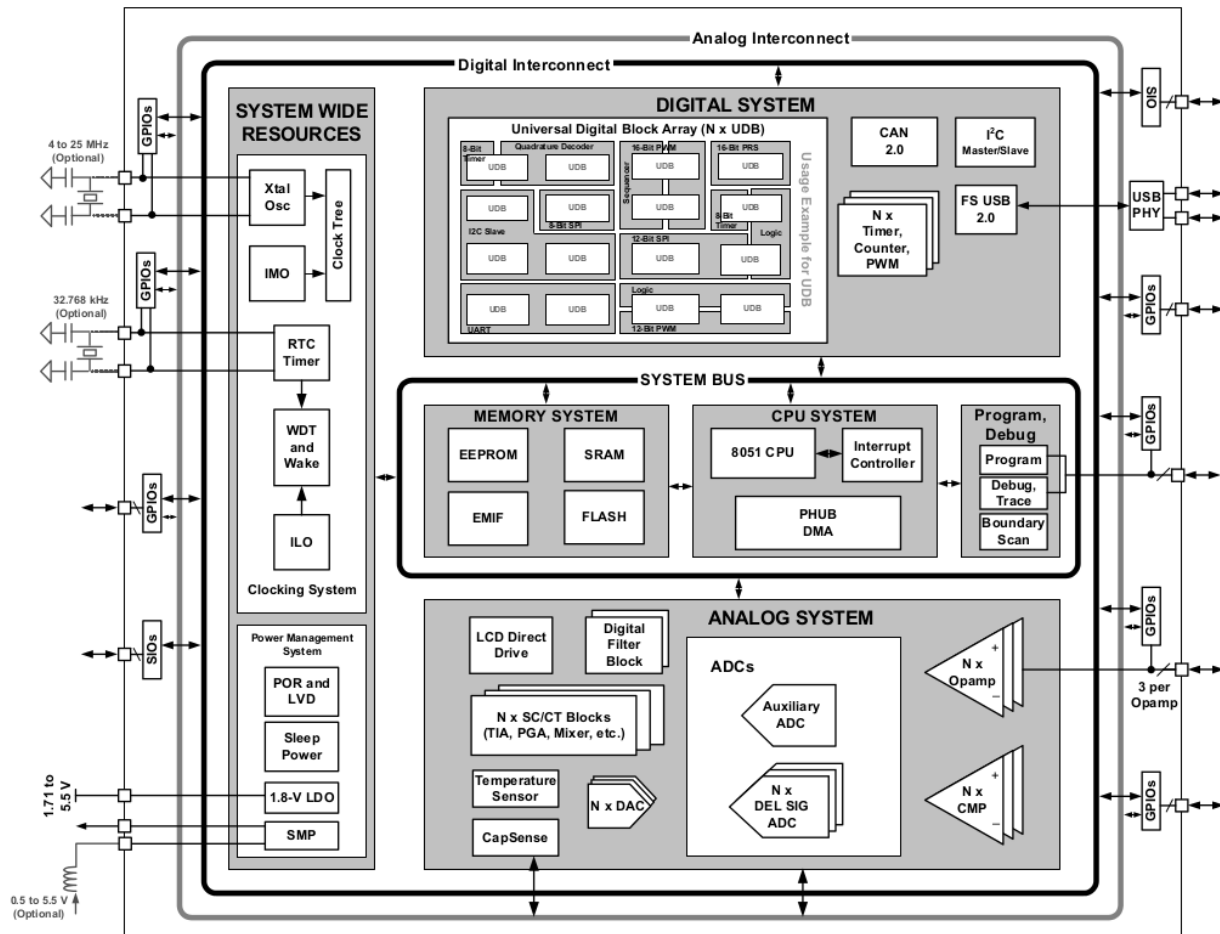 Analog Interconnect
Digital Interconnect
SYSTEM WIDE
RESOURCES
GPIOs
4 to 25 MHz
(Optional)
Xtal
Osc
Clock Tree
IMO
GPIOs
32.768 kHz
(Optional)
RTC
Timer
WDT
and
Wake
GPIOs
ILO
Clocking System
SIOs
Power Management
System
POR and
LVD
Sleep
Power
1.71 to
5.5 V
1.8-V LDO
SMP
0.5 to 5.5 V
(Optional)
DIGITAL SYSTEM
Universal Digital Block Array (N x UDB)
8-Bit
Timer
Quadrature Decoder
16-Bit PWM
16-Bit PRS
UDB
UDB
UDB
UDB
Sequencer
UDB
UDB
UDB
UDB
I2C Slave
8-Bit SPI
8-Bit
Timer
Logic
12-Bit SPI
UDB
UDB
UDB
UDB
Logic
UDB
UDB
UDB
UDB
UART
12-Bit PWM
Usage Example for UDB
CAN
2.0
I2C
Master/Slave
N x
Timer,
Counter,
PWM
FS USB
2.0
SIO
USB
PHY
GPIOs
SYSTEM BUS
MEMORY SYSTEM
EEPROM
SRAM
EMIF
FLASH
CPU SYSTEM
8051 CPU
Interrupt
Controller
PHUB
DMA
Program,
Debug
Program
Debug,
Trace
Boundary
Scan
GPIOs
ANALOG SYSTEM
LCD Direct
Drive
Digital
Filter
Block
N x SC/CT Blocks
(TIA, PGA, Mixer, etc.)
Temperature
Sensor
N x DAC
CapSense
ADCs
Auxiliary
ADC
N x
DEL SIG
ADC
+
N x
Opamp
-
+
N x
CMP
-
GPIOs
3 per
Opamp
GPIOs